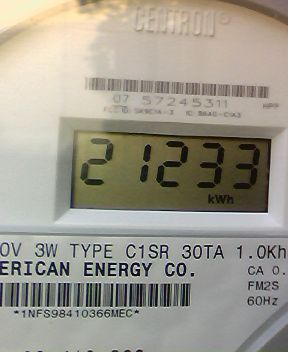 CENTRON®
07 57245311
HPP
21233
kWh
0V 3W TYPE C1SR 30TA 1.0Kh
ERICAN ENERGY CO.
CA 0.
FM2S
60Hz
*1NFS98410366MEC*